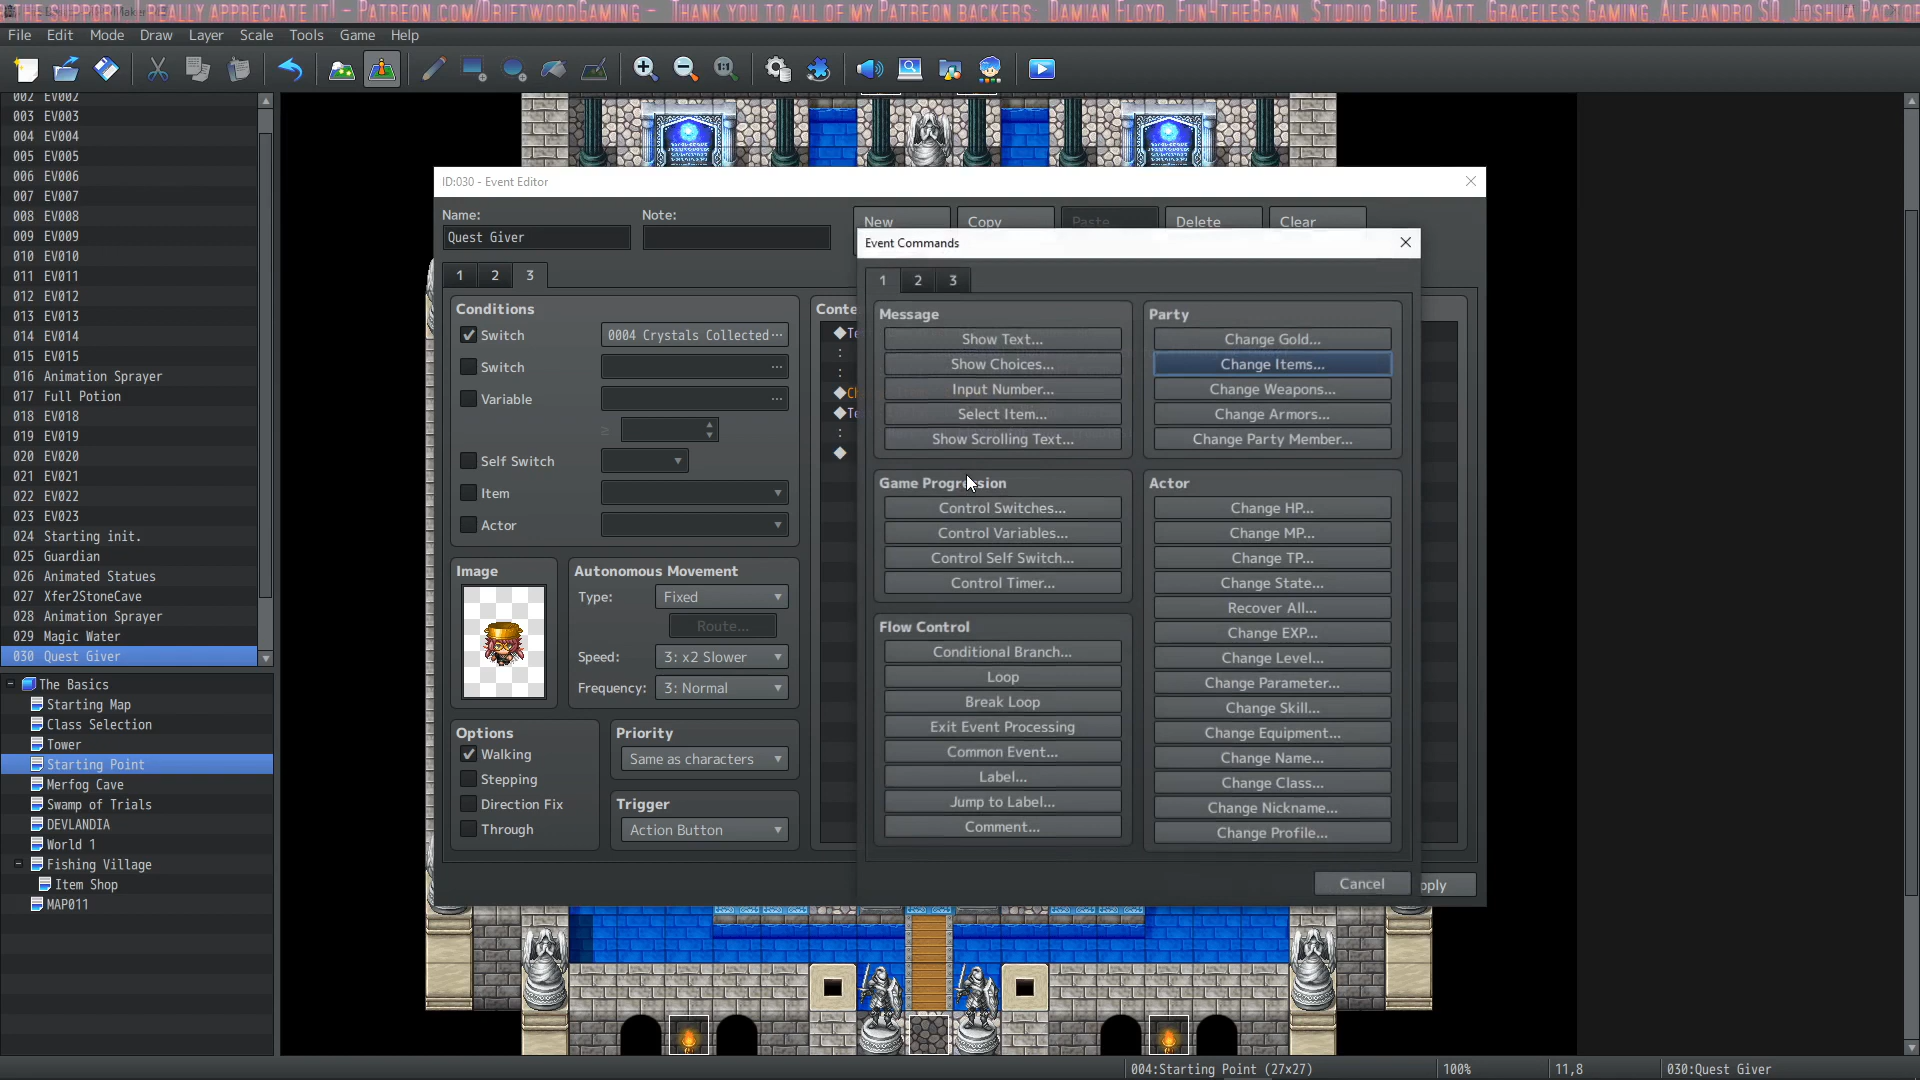 HE SUPPORT! I REALLY APPRECIATE IT! - PATREON.COM/DRIFTWOODGAMING - THANK YOU TO ALL OF MY PATREON BACKERS- DAMIAN FLOYD FUN4THEBRAIN STUDIO BLUE MATT GRACELESS GAMING ALEJANDRO SQ JOSHUA
File Edit Mode Draw Layer Scale Tools Game Help
002 EV002
003 EV003
004 EV004
005 EV005
006 EV006
007 EV007
008 EV008
009 EV009
010 EV010
011 EV011
012 EV012
013 EV013
014 EV014
015 EV015
016 Animation Sprayer
017 Full Potion
018 EV018
019 EV019
020 EV020
021 EV021
022 EV022
023 EV023
024 Starting init.
025 Guardian
026 Animated Statues
027 Xfer2StoneCave
028 Animation Sprayer
029 Magic Water
030 Quest Giver
The Basics
Starting Map
Class Selection
Tower
Starting Point
Merfog Cave
Swamp of Trials
DEVLANDIA
World 1
Fishing Village
Item Shop
MAP011
ID:030 - Event Editor
Name:
Quest Giver
Note:
New
Copy
Paste
Delete
Clear
1 2 3
Conditions
Switch 0004 Crystals Collected ...
Switch ...
Variable ...
≥
Self Switch
Item
Actor
Image
Autonomous Movement
Type: Fixed
Route...
Speed: 3: x2 Slower
Frequency: 3: Normal
Options
Walking
Stepping
Direction Fix
Through
Priority
Same as characters
Trigger
Action Button
Conte
◆Te
:
:
◆C
◆Te
:
◆
Event Commands
1 2 3
Message
Show Text...
Show Choices...
Input Number...
Select Item...
Show Scrolling Text...
Game Progression
Control Switches...
Control Variables...
Control Self Switch...
Control Timer...
Flow Control
Conditional Branch...
Loop
Break Loop
Exit Event Processing
Common Event...
Label...
Jump to Label...
Comment...
Party
Change Gold...
Change Items...
Change Weapons...
Change Armors...
Change Party Member...
Actor
Change HP...
Change MP...
Change TP...
Change State...
Recover All...
Change EXP...
Change Level...
Change Parameter...
Change Skill...
Change Equipment...
Change Name...
Change Class...
Change Nickname...
Change Profile...
Cancel
pply
004:Starting Point (27×27) 100% 11,8 030:Quest Giver